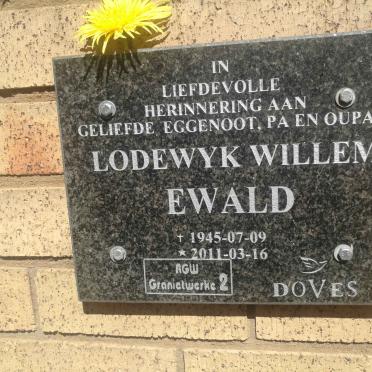 IN
LIEFDEVOLLE
HERINNERING AAN
GELIEFDE EGGENOOT, PA EN OUPA
LODEWYK WILLEM
EWALD
† 1945-07-09
* 2011-03-16
RGW
Granietwerke 2
DOVES